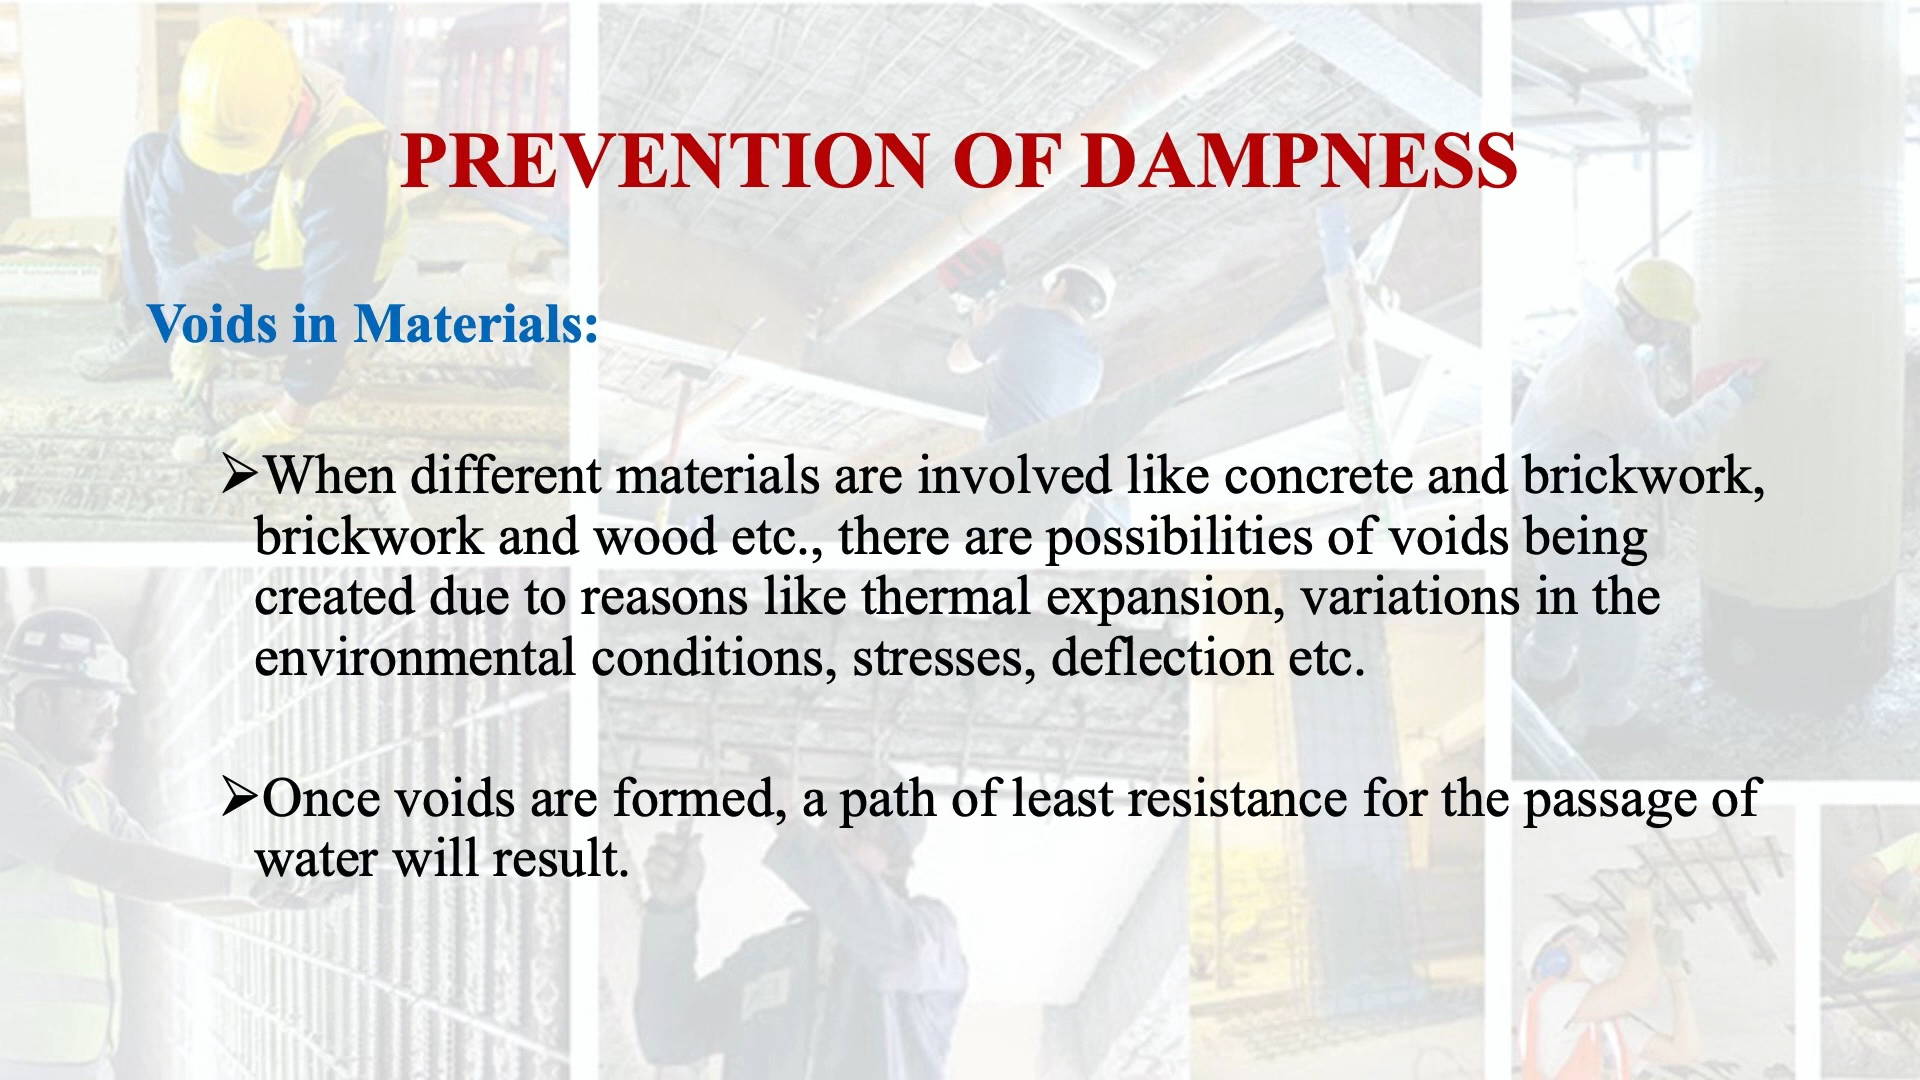 PREVENTION OF DAMPNESS
Voids in Materials:
➢When different materials are involved like concrete and brickwork,
brickwork and wood etc., there are possibilities of voids being
created due to reasons like thermal expansion, variations in the
environmental conditions, stresses, deflection etc.
➢Once voids are formed, a path of least resistance for the passage of
water will result.